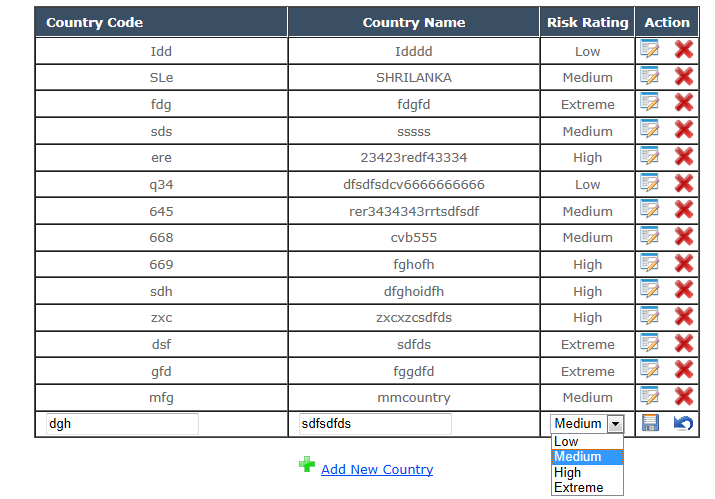 Country Code Country Name Risk Rating Action
Idd Idddd Low
SLe SHRILANKA Medium
fdg fdgfd Extreme
sds sssss Medium
ere 23423redf43334 High
q34 dfsdfsdcv6666666666 Low
645 rer3434343rrtsdfsdf Medium
668 cvb555 Medium
669 fghofh High
sdh dfghoidfh High
zxc zxcxzcsdfds High
dsf sdfds Extreme
gfd fggdfd Extreme
mfg mmcountry Medium
dgh sdfsdfds Medium
Low
Medium
High
Extreme
Add New Country